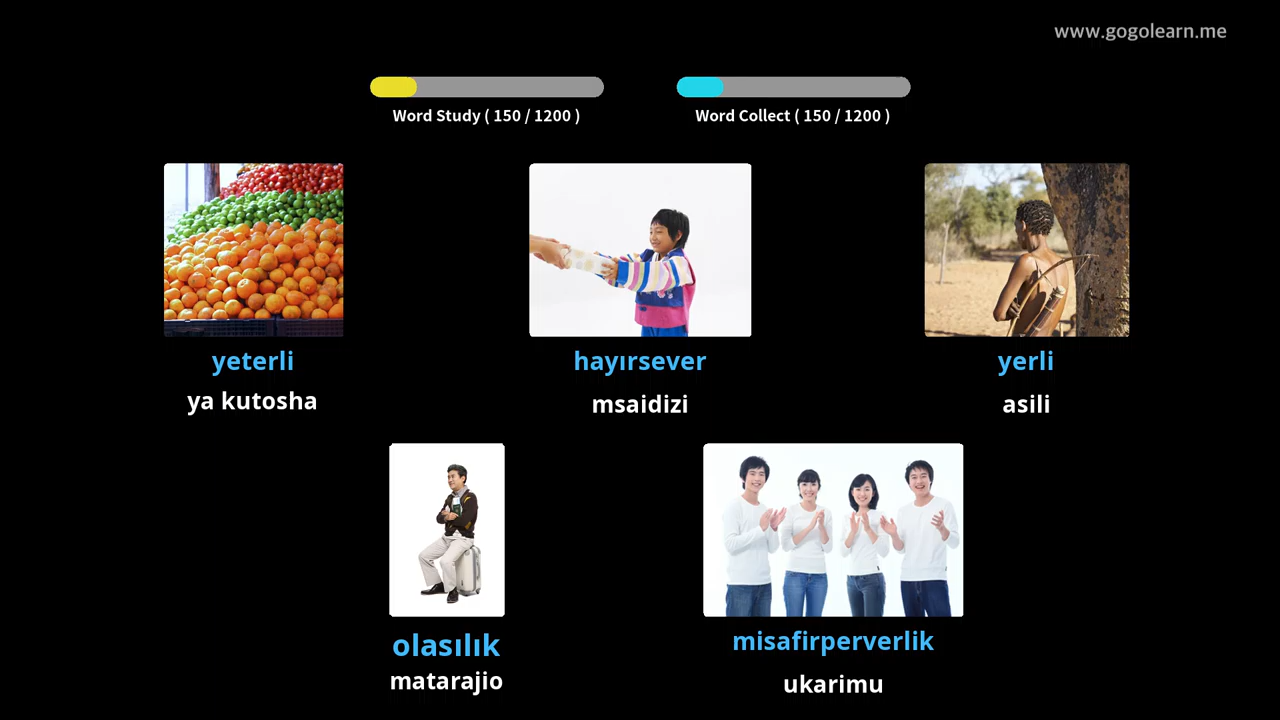 www.gogolearn.me
Word Study ( 150 / 1200 )
Word Collect ( 150 / 1200 )
yeterli
ya kutosha
hayırsever
msaidizi
yerli
asili
olasılık
matarajio
misafirperverlik
ukarimu